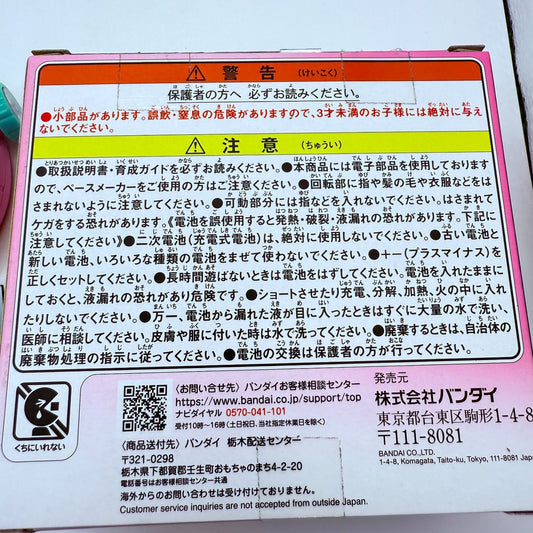 ⚠ 警告（けいこく）
保護者の方へ 必ずお読みください。
●小部品があります。誤飲・窒息の危険がありますので、3才未満のお子様には絶対に与え
ないでください。
⚠ 注意（ちゅうい）
●取扱説明書・育成ガイドを必ずお読みください。●本商品には電子部品を使用しております
ので、ペースメーカーをご使用の方はご注意ください。●回転部に指や髪の毛や衣服などをは
さまれないように注意してください。●可動部分には指などを入れないでください。はさまれて
ケガをする恐れがあります。《電池を誤使用すると発熱・破裂・液漏れの恐れがあります。下記に
注意してください》●二次電池（充電式電池）は、絶対に使用しないでください。●古い電池と
新しい電池、いろいろな種類の電池をまぜて使わないでください。●＋－（プラスマイナス）を
正しくセットしてください。●長時間遊ばないときは電池をはずしてください。電池を入れたままに
しておくと、液漏れの恐れがあり危険です。●ショートさせたり充電、分解、加熱、火の中に入れ
たりしないでください。●万一、電池から漏れた液が目に入ったときはすぐに大量の水で洗い、
医師に相談してください。皮膚や服に付いた時は水で洗ってください。●廃棄するときは、自治体の
廃棄物処理の指示に従ってください。●電池の交換は保護者の方が行ってください。
くちにいれない
〈お問い合せ先〉バンダイお客様相談センター
https://www.bandai.co.jp/support/top
ナビダイヤル 0570-041-101
受付10時～16時（土日祝日、当社指定休業日を除く）
〈商品送付先〉バンダイ 栃木配送センター
〒321-0298
栃木県下都賀郡壬生町おもちゃのまち4-2-20
電話番号はお客様相談センター共通
海外からのお問い合せは受け付けておりません。
Customer service inquiries are not accepted from outside
発売元
株式会社 バンダイ
東京都台東区駒形1-4-8
〒111-8081
BANDAI CO.,LTD.
1-4-8, Komagata, Taito-ku, Tokyo, 111-8081 Japan